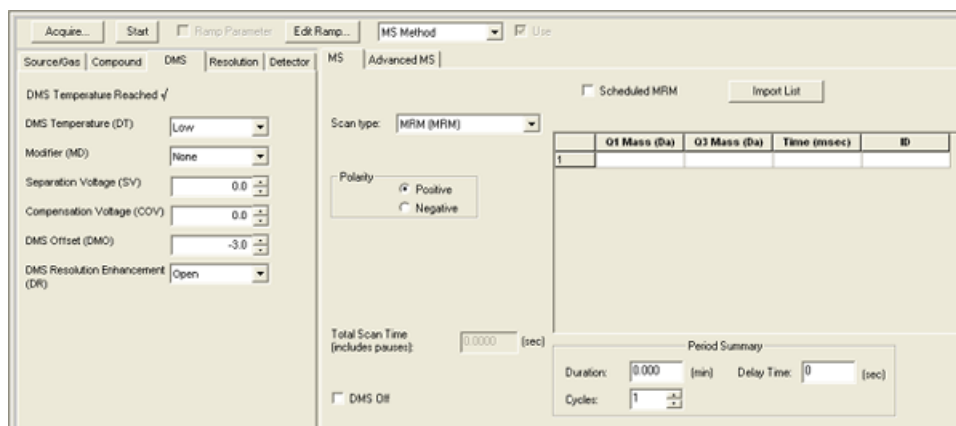 Acquire... Start Ramp Parameter Edit Ramp... MS Method Use
Source/Gas Compound DMS Resolution Detector
MS Advanced MS
DMS Temperature Reached √
DMS Temperature (DT) Low
Modifier (MD) None
Separation Voltage (SV) 0.0
Compensation Voltage (COV) 0.0
DMS Offset (DMO) -3.0
DMS Resolution Enhancement (DR) Open
Scheduled MRM Import List
Scan type: MRM (MRM)
Q1 Mass (Da) Q3 Mass (Da) Time (msec) ID
1
Polarity
Positive
Negative
Total Scan Time (includes pauses): 0.0000 (sec)
DMS Off
Period Summary
Duration: 0.000 (min) Delay Time: 0 (sec)
Cycles: 1